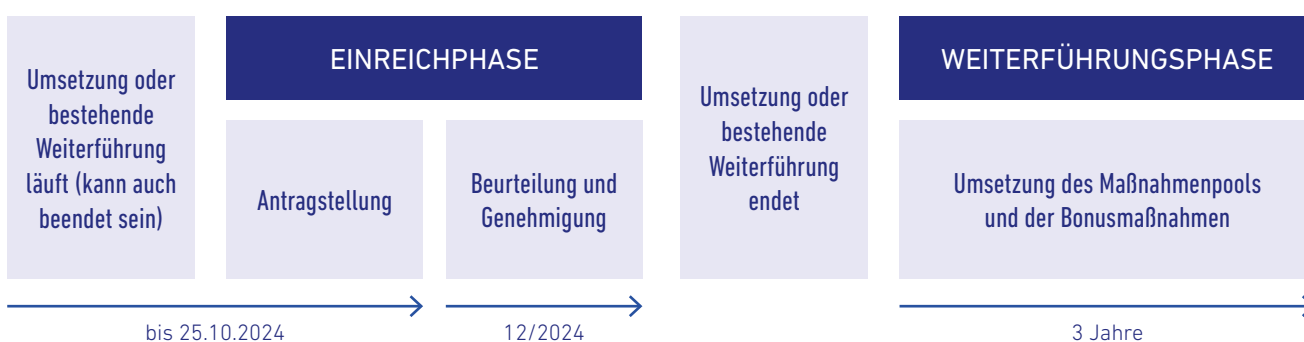 Umsetzung oder
bestehende
Weiterführung
läuft (kann auch
beendet sein)
EINREICHPHASE
Antragstellung
Beurteilung und
Genehmigung
Umsetzung oder
bestehende
Weiterführung
endet
WEITERFÜHRUNGSPHASE
Umsetzung des Maßnahmenpools
und der Bonusmaßnahmen
bis 25.10.2024
12/2024
3 Jahre